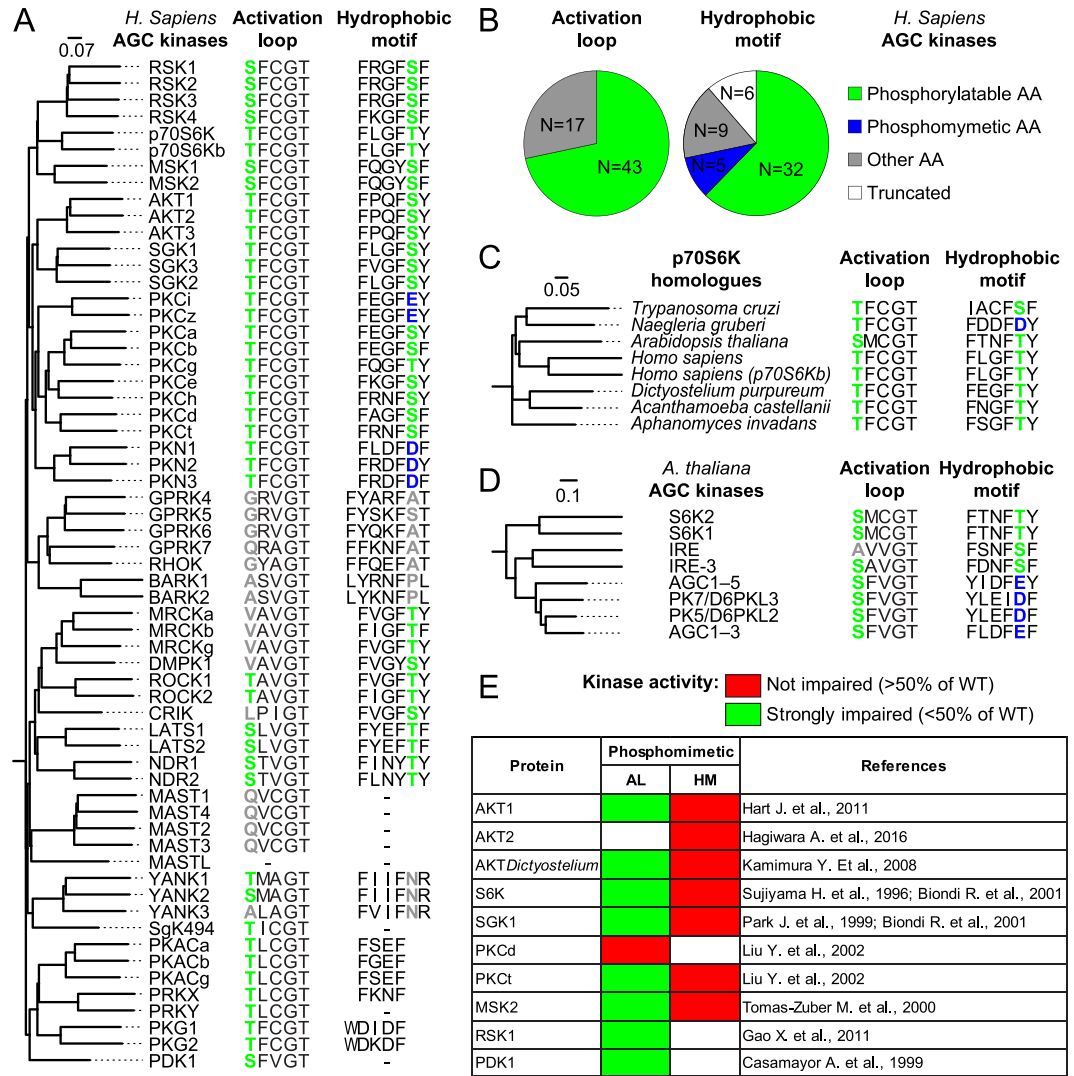 A
H. Sapiens AGC kinases
Activation loop
Hydrophobic motif
0.07
RSK1 SFCGT FRGFSF
RSK2 SFCGT FRGFSF
RSK3 SFCGT FRGFSF
RSK4 SFCGT FKGFSF
p70S6K TFCGT FLGFTY
p70S6Kb TFCGT FLGFTY
MSK1 SFCGT FQGYSF
MSK2 SFCGT FQGYSF
AKT1 TFCGT FPQFSY
AKT2 TFCGT FPQFSY
AKT3 TFCGT FPQFSY
SGK1 TFCGT FLGFSY
SGK3 TFCGT FVGFSY
SGK2 TFCGT FLGFSY
PKCi TFCGT FEGFEY
PKCz TFCGT FEGFEY
PKCa TFCGT FEGFSY
PKCb TFCGT FEGFSF
PKCg TFCGT FQGFTY
PKCe TFCGT FKGFSY
PKCh TFCGT FRNFSY
PKCd TFCGT FAGFSF
PKCt TFCGT FRNFSF
PKN1 TFCGT FLDFDF
PKN2 TFCGT FRDFDY
PKN3 TFCGT FRDFDF
GPRK4 GRVGT FYARFAT
GPRK5 GRVGT FYSKFST
GPRK6 GRVGT FYQKFAT
GPRK7 QRAGT FFKNFAT
RHOK GYAGT FFQEFAT
BARK1 ASVGT LYRNFPL
BARK2 ASVGT LYKNFPL
MRCKa VAVGT FVGFTY
MRCKb VAVGT FIGFTF
MRCKg VAVGT FVGFTY
DMPK1 VAVGT FVGYSY
ROCK1 TAVGT FVGFTY
ROCK2 TAVGT FIGFTF
CRIK LPIGT FVGFSY
LATS1 SLVGT FYEFTF
LATS2 SLVGT FYEFTF
NDR1 STVGT FINYTY
NDR2 STVGT FLNYTY
MAST1 QVCGT -
MAST4 QVCGT -
MAST2 QVCGT -
MAST3 QVCGT -
MASTL - -
YANK1 TMAGT FIIFNR
YANK2 SMAGT FIIFNR
YANK3 ALAGT FVIFNR
SgK494 TICGT -
PKACa TLCGT FSEF
PKACb TLCGT FGEF
PKACg TLCGT FSEF
PRKX TLCGT FKNF
PRKY TLCGT -
PKG1 TFCGT WDIDF
PKG2 TFCGT WDKDF
PDK1 SFVGT -
B
Activation loop
Hydrophobic motif
H. Sapiens AGC kinases
N=17
N=43
N=6
N=9
N=5
N=32
Phosphorylatable AA
Phosphomymetic AA
Other AA
Truncated
C
p70S6K homologues
Activation loop
Hydrophobic motif
0.05
Trypanosoma cruzi TFCGT IACFSF
Naegleria gruberi TFCGT FDDFDY
Arabidopsis thaliana SMCGT FTNFTY
Homo sapiens TFCGT FLGFTY
Homo sapiens (p70S6Kb) TFCGT FLGFTY
Dictyostelium purpureum TFCGT FEGFTY
Acanthamoeba castellanii TFCGT FNGFTY
Aphanomyces invadans TFCGT FSGFTY
D
A. thaliana AGC kinases
Activation loop
Hydrophobic motif
0.1
S6K2 SMCGT FTNFTY
S6K1 SMCGT FTNFTY
IRE AVVGT FSNFSF
IRE-3 SAVGT FDNFSF
AGC1–5 SFVGT YIDFEY
PK7/D6PKL3 SFVGT YLEIDF
PK5/D6PKL2 SFVGT YLEFDF
AGC1–3 SFVGT FLDFEF
E
Kinase activity:
Not impaired (>50% of WT)
Strongly impaired (<50% of WT)
Protein Phosphomimetic References
AL HM
AKT1 Hart J. et al., 2011
AKT2 Hagiwara A. et al., 2016
AKTDictyostelium Kamimura Y. Et al., 2008
S6K Sujiyama H. et al., 1996; Biondi R. et al., 2001
SGK1 Park J. et al., 1999; Biondi R. et al., 2001
PKCd Liu Y. et al., 2002
PKCt Liu Y. et al., 2002
MSK2 Tomas-Zuber M. et al., 2000
RSK1 Gao X. et al., 2011
PDK1 Casamayor A. et al., 1999